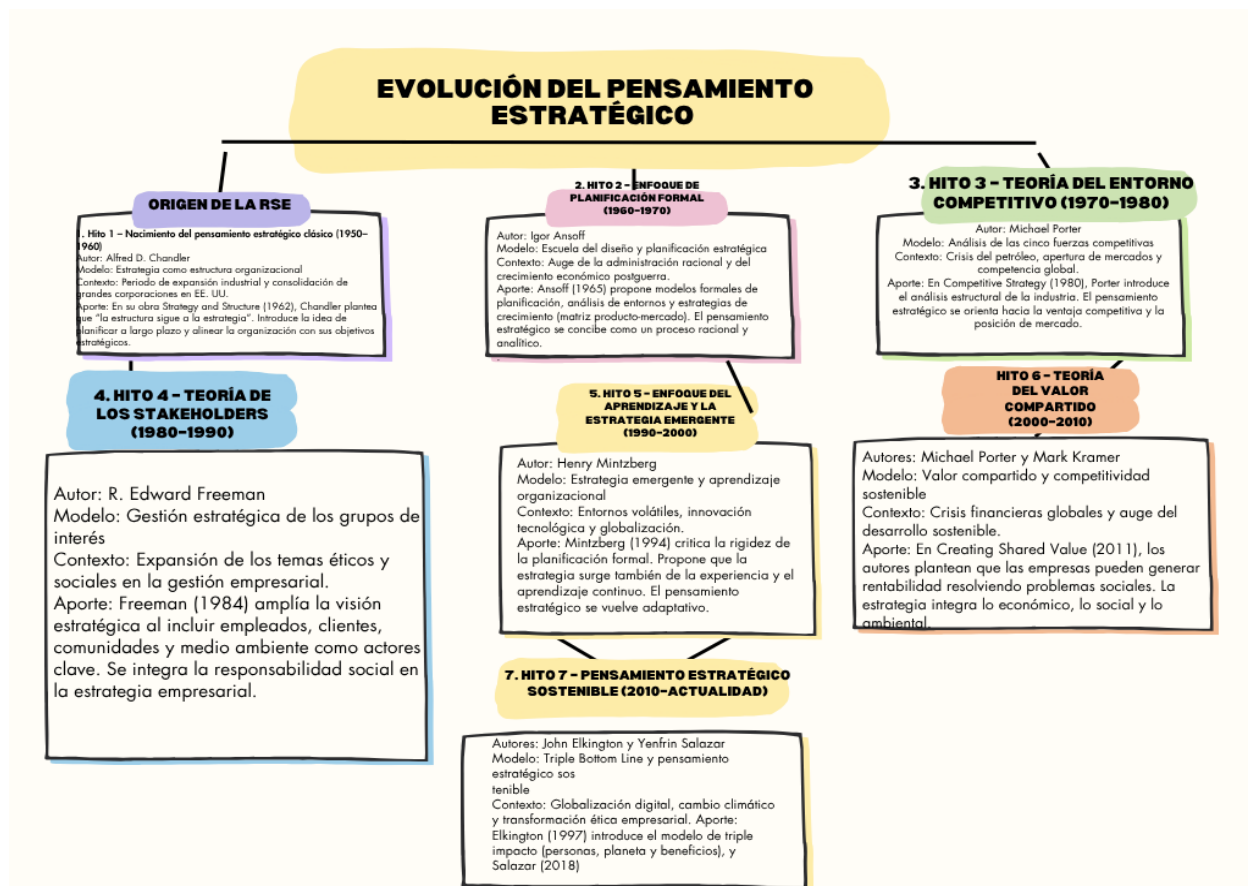 EVOLUCIÓN DEL PENSAMIENTO
ESTRATÉGICO
ORIGEN DE LA RSE
1. Hito 1 – Nacimiento del pensamiento estratégico clásico (1950–
1960)
Autor: Alfred D. Chandler
Modelo: Estrategia como estructura organizacional
Contexto: Periodo de expansión industrial y consolidación de
grandes corporaciones en EE. UU.
Aporte: En su obra Strategy and Structure (1962), Chandler plantea
que “la estructura sigue a la estrategia”. Introduce la idea de
planificar a largo plazo y alinear la organización con sus objetivos
estratégicos.
2. HITO 2 – ENFOQUE DE
PLANIFICACIÓN FORMAL
(1960–1970)
Autor: Igor Ansoff
Modelo: Escuela del diseño y planificación estratégica
Contexto: Auge de la administración racional y del
crecimiento económico postguerra.
Aporte: Ansoff (1965) propone modelos formales de
planificación, análisis de entornos y estrategias de
crecimiento (matriz producto-mercado). El pensamiento
estratégico se concibe como un proceso racional y
analítico.
3. HITO 3 – TEORÍA DEL ENTORNO
COMPETITIVO (1970–1980)
Autor: Michael Porter
Modelo: Análisis de las cinco fuerzas competitivas
Contexto: Crisis del petróleo, apertura de mercados y
competencia global.
Aporte: En Competitive Strategy (1980), Porter introduce
el análisis estructural de la industria. El pensamiento
estratégico se orienta hacia la ventaja competitiva y la
posición de mercado.
4. HITO 4 – TEORÍA DE
LOS STAKEHOLDERS
(1980–1990)
Autor: R. Edward Freeman
Modelo: Gestión estratégica de los grupos de
interés
Contexto: Expansión de los temas éticos y
sociales en la gestión empresarial.
Aporte: Freeman (1984) amplía la visión
estratégica al incluir empleados, clientes,
comunidades y medio ambiente como actores
clave. Se integra la responsabilidad social en
la estrategia empresarial.
5. HITO 5 – ENFOQUE DEL
APRENDIZAJE Y LA
ESTRATEGIA EMERGENTE
(1990–2000)
Autor: Henry Mintzberg
Modelo: Estrategia emergente y aprendizaje
organizacional
Contexto: Entornos volátiles, innovación
tecnológica y globalización.
Aporte: Mintzberg (1994) critica la rigidez de
la planificación formal. Propone que la
estrategia surge también de la experiencia y el
aprendizaje continuo. El pensamiento
estratégico se vuelve adaptativo.
HITO 6 – TEORÍA
DEL VALOR
COMPARTIDO
(2000–2010)
Autores: Michael Porter y Mark Kramer
Modelo: Valor compartido y competitividad
sostenible
Contexto: Crisis financieras globales y auge del
desarrollo sostenible.
Aporte: En Creating Shared Value (2011), los
autores plantean que las empresas pueden generar
rentabilidad resolviendo problemas sociales. La
estrategia integra lo económico, lo social y lo
ambiental.
7. HITO 7 – PENSAMIENTO ESTRATÉGICO
SOSTENIBLE (2010–ACTUALIDAD)
Autores: John Elkington y Yenfrin Salazar
Modelo: Triple Bottom Line y pensamiento
estratégico sos
tenible
Contexto: Globalización digital, cambio climático
y transformación ética empresarial. Aporte:
Elkington (1997) introduce el modelo de triple
impacto (personas, planeta y beneficios), y
Salazar (2018)